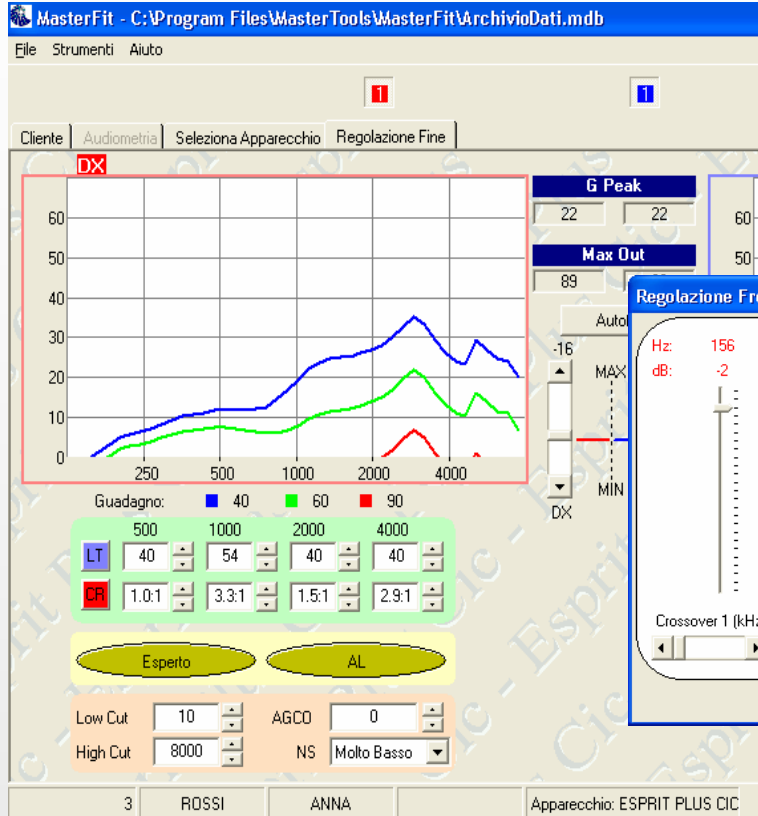 MasterFit - C:\Program Files\MasterTools\MasterFit\ArchivioDati.mdb
File Strumenti Aiuto
1 1
Cliente Audiometria Seleziona Apparecchio Regolazione Fine
DX
60
50
40
30
20
10
0
250 500 1000 2000 4000
Guadagno: 40 60 90
500 1000 2000 4000
LT 40 54 40 40
CR 1.0:1 3.3:1 1.5:1 2.9:1
Esperto AL
Low Cut 10 AGCO 0
High Cut 8000 NS Molto Basso
G Peak
22 22
Max Out
89
-16
MAX
MIN
DX
60
50
Regolazione Fre
Hz: 156
dB: -2
Crossover 1 (kHz
3 ROSSI ANNA Apparecchio: ESPRIT PLUS CIC